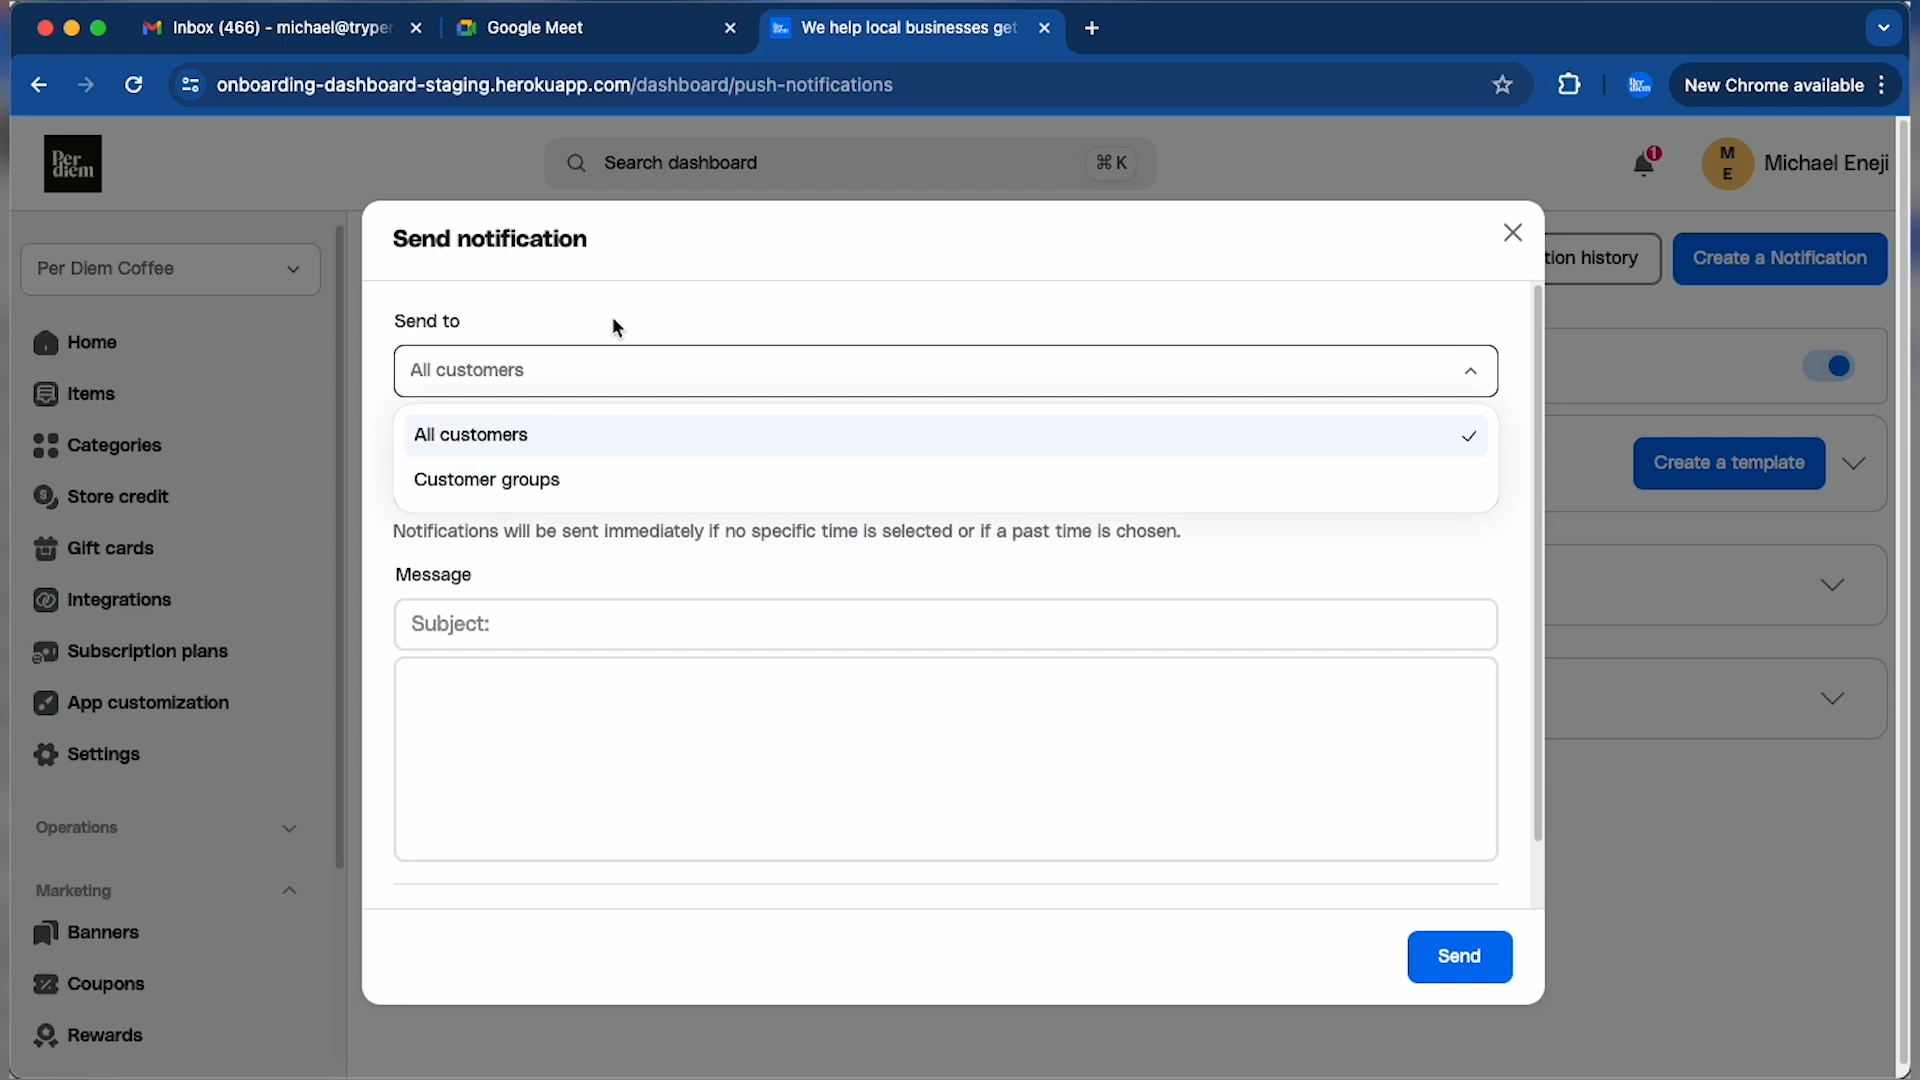 Inbox (466) - michael@tryper
Google Meet
We help local businesses get
onboarding-dashboard-staging.herokuapp.com/dashboard/push-notifications
Per diem
New Chrome available
Per diem
Search dashboard
⌘ K
1
M E
Michael Eneji
Send notification
tion history
Create a Notification
Per Diem Coffee
Home
Items
Categories
Store credit
Gift cards
Integrations
Subscription plans
App customization
Settings
Operations
Marketing
Banners
Coupons
Rewards
Send to
All customers
All customers
Customer groups
Notifications will be sent immediately if no specific time is selected or if a past time is chosen.
Message
Subject:
Send
Create a template